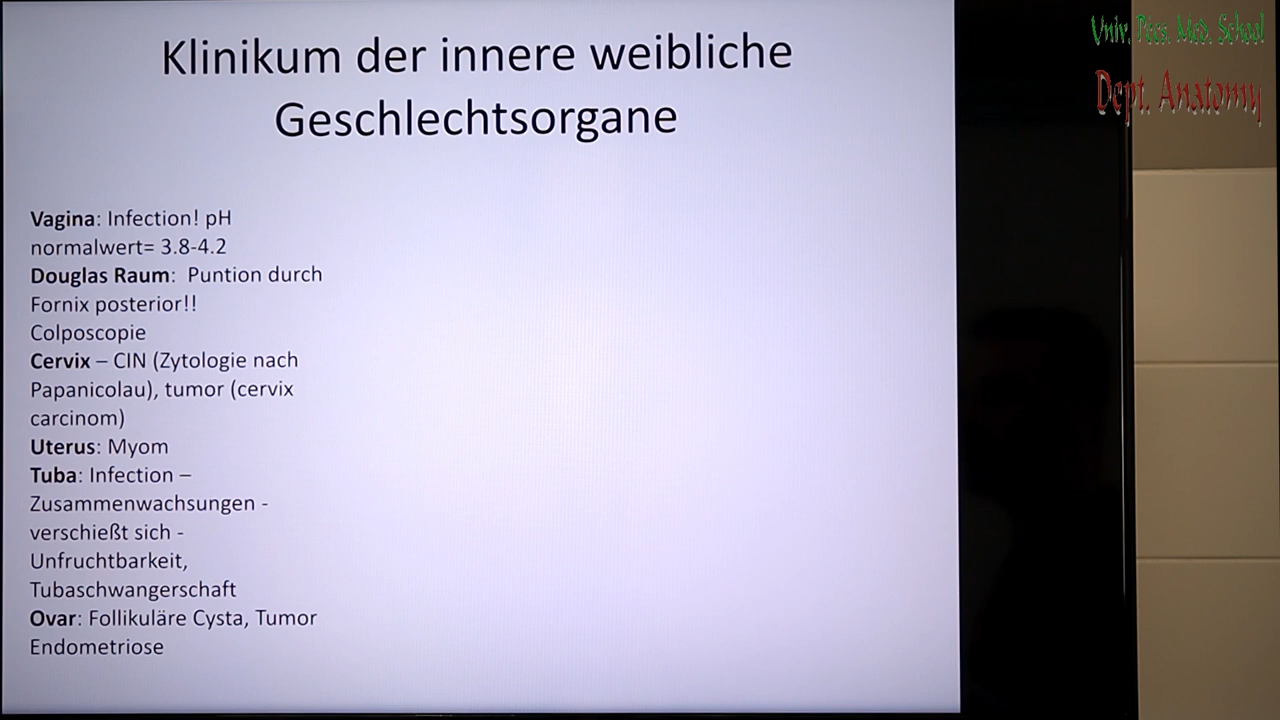 Klinikum der innere weibliche
Geschlechtsorgane
Vagina: Infection! pH
normalwert= 3.8-4.2
Douglas Raum:  Puntion durch
Fornix posterior!!
Colposcopie
Cervix – CIN (Zytologie nach
Papanicolau), tumor (cervix
carcinom)
Uterus: Myom
Tuba: Infection –
Zusammenwachsungen -
verschießt sich -
Unfruchtbarkeit,
Tubaschwangerschaft
Ovar: Follikuläre Cysta, Tumor
Endometriose
Univ. Pécs. Med. School
Dept. Anatomy